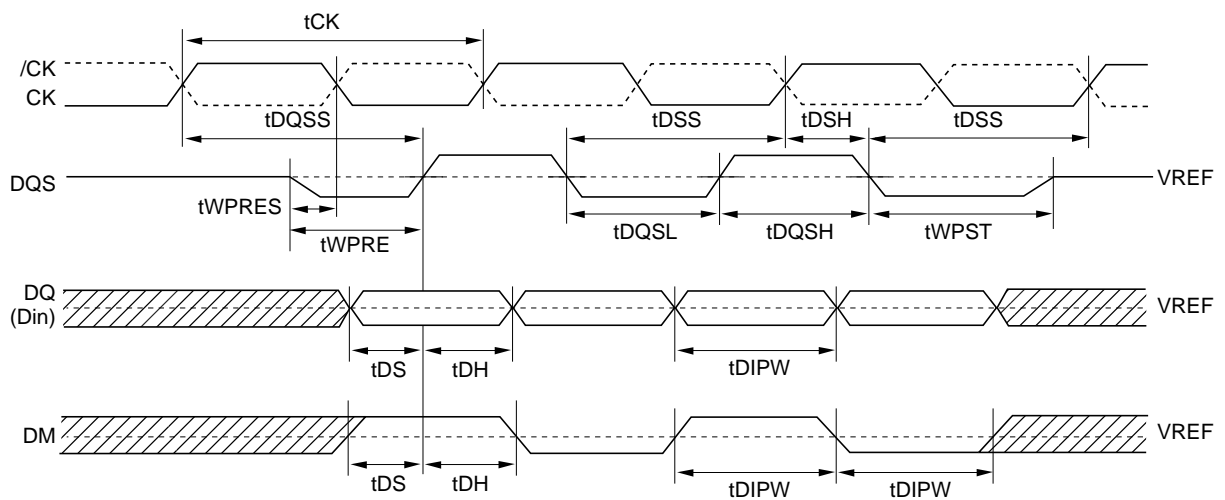 tCK
/CK
CK
tDQSS tDSS tDSH tDSS
DQS VREF
tWPRES
tWPRE tDQSL tDQSH tWPST
DQ
(Din) VREF
tDS tDH tDIPW
DM VREF
tDS tDH tDIPW tDIPW